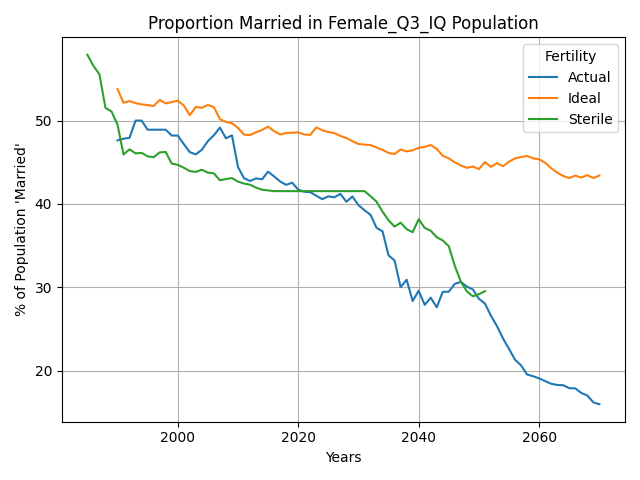 Proportion Married in Female_Q3_IQ Population
Fertility
Actual
Ideal
Sterile
% of Population 'Married'
50
40
30
20
2000
2020
2040
2060
Years